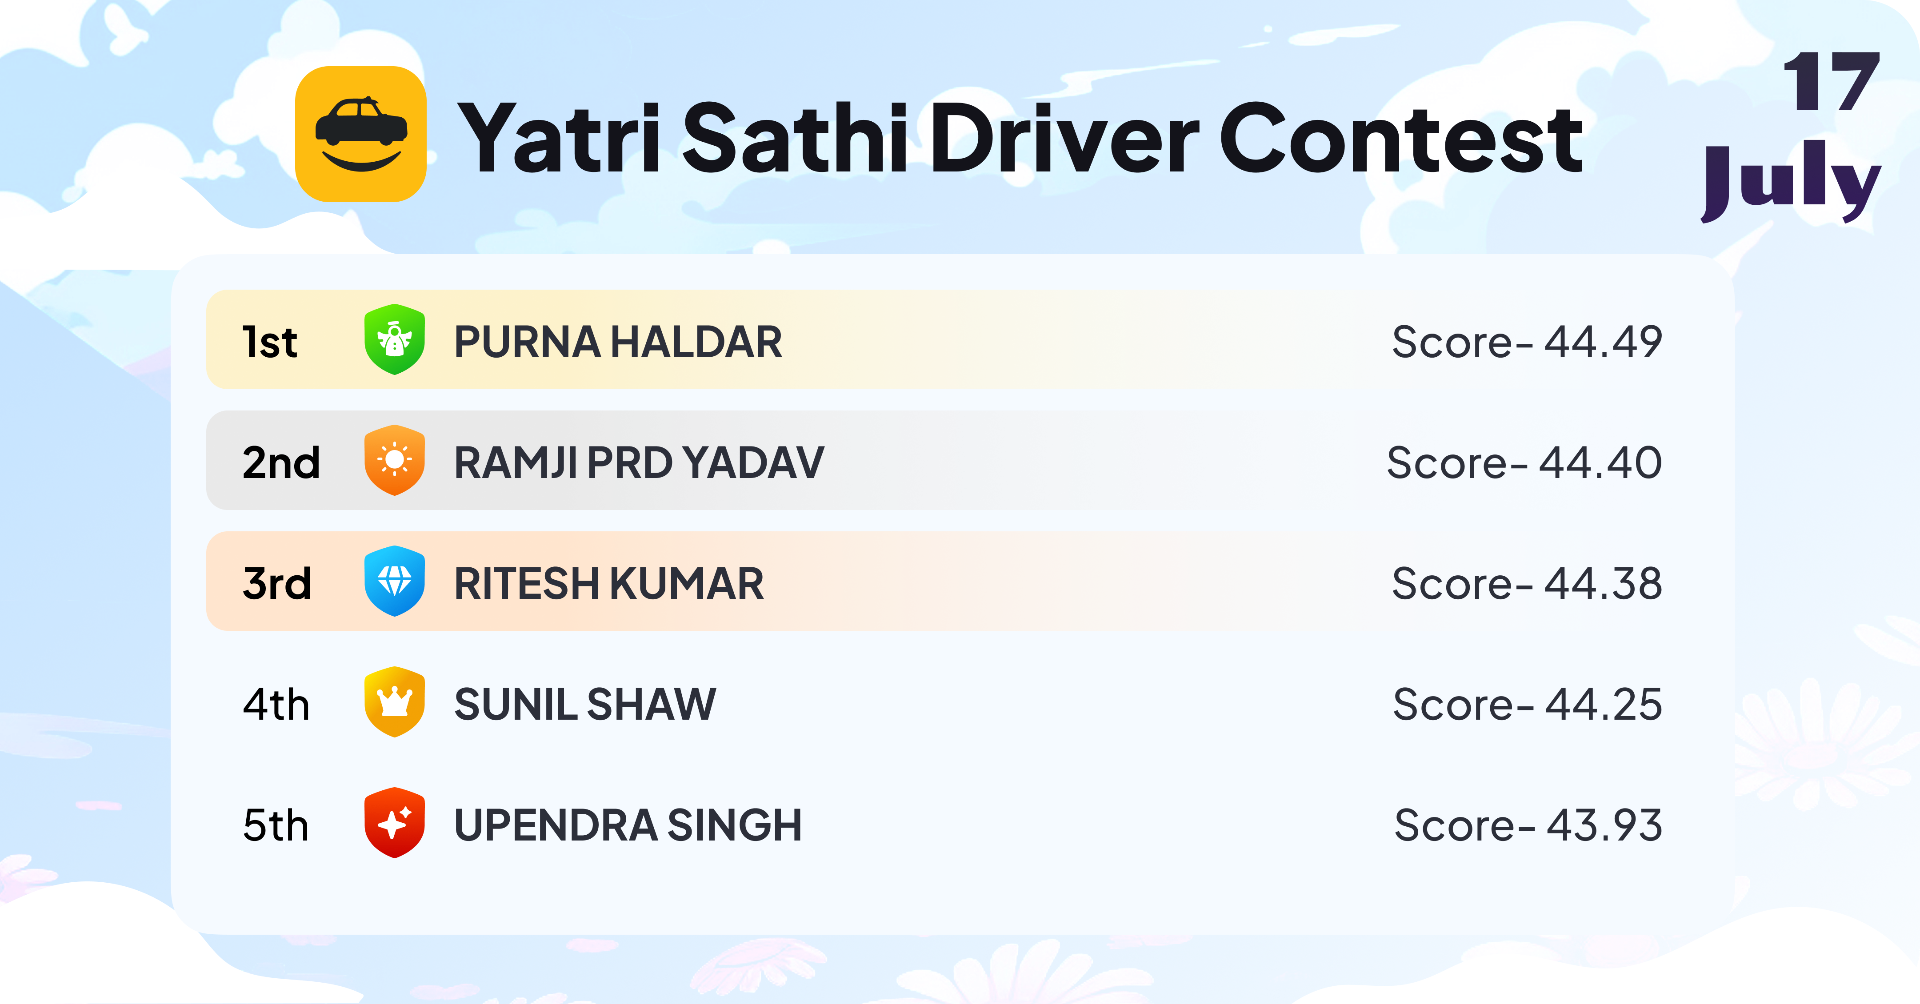 Yatri Sathi Driver Contest
17
July
1st PURNA HALDAR Score- 44.49
2nd RAMJI PRD YADAV Score- 44.40
3rd RITESH KUMAR Score- 44.38
4th SUNIL SHAW Score- 44.25
5th UPENDRA SINGH Score- 43.93